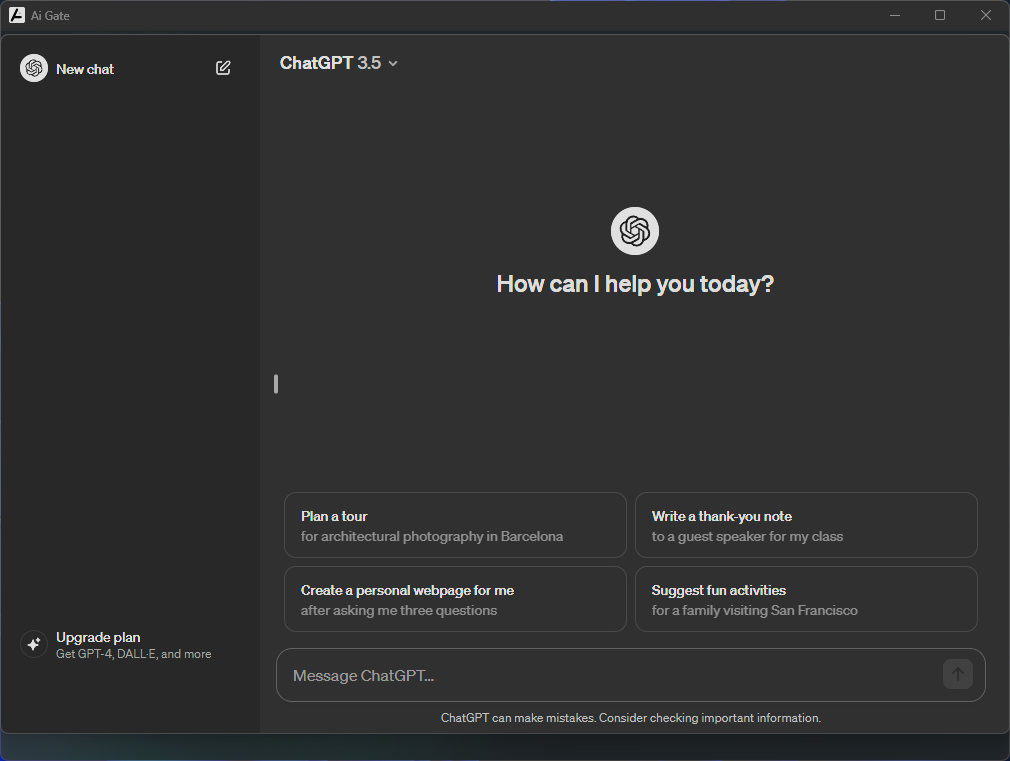 Ai Gate
New chat
ChatGPT 3.5
How can I help you today?
Plan a tour
for architectural photography in Barcelona
Write a thank-you note
to a guest speaker for my class
Create a personal webpage for me
after asking me three questions
Suggest fun activities
for a family visiting San Francisco
Upgrade plan
Get GPT-4, DALL·E, and more
Message ChatGPT...
ChatGPT can make mistakes. Consider checking important information.